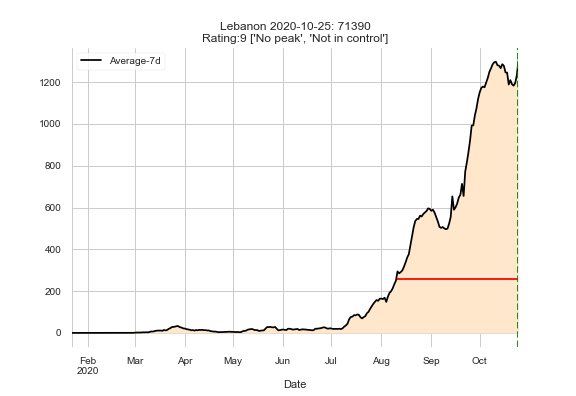 Lebanon 2020-10-25: 71390
Rating:9 ['No peak', 'Not in control']
Average-7d
1200
1000
800
600
400
200
0
Feb Mar Apr May Jun Jul Aug Sep Oct
2020
Date